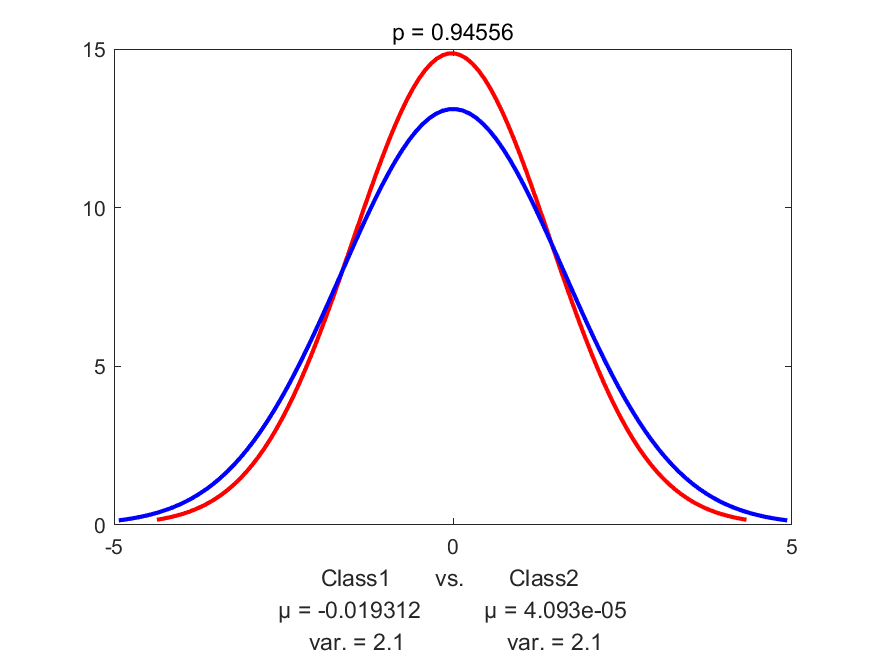 p = 0.94556
15
10
5
0
-5 0 5
Class1 vs. Class2
μ = -0.019312 μ = 4.093e-05
var. = 2.1 var. = 2.1